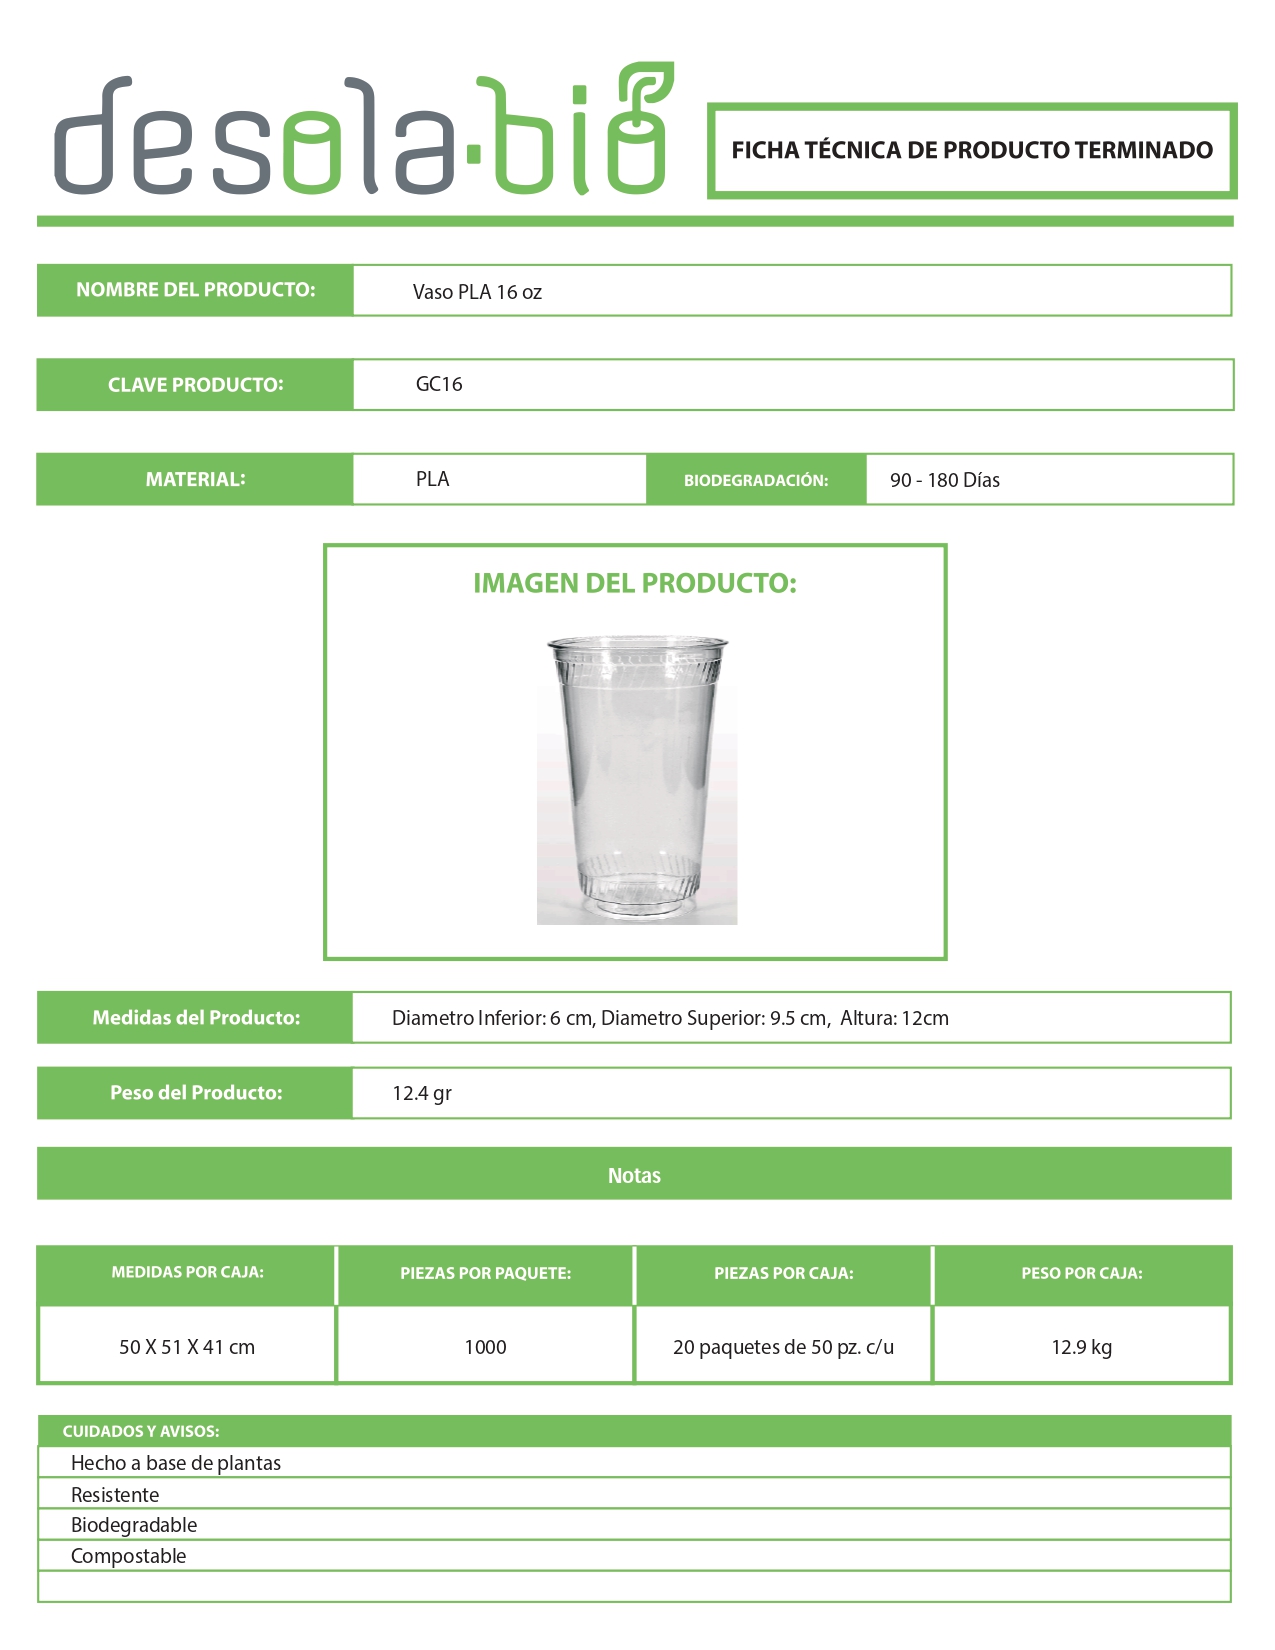 desola.bio
FICHA TÉCNICA DE PRODUCTO TERMINADO
NOMBRE DEL PRODUCTO: Vaso PLA 16 oz
CLAVE PRODUCTO: GC16
MATERIAL: PLA BIODEGRADACIÓN: 90 - 180 Días
IMAGEN DEL PRODUCTO:
Medidas del Producto: Diametro Inferior: 6 cm, Diametro Superior: 9.5 cm, Altura: 12cm
Peso del Producto: 12.4 gr
Notas
MEDIDAS POR CAJA: PIEZAS POR PAQUETE: PIEZAS POR CAJA: PESO POR CAJA:
50 X 51 X 41 cm 1000 20 paquetes de 50 pz. c/u 12.9 kg
CUIDADOS Y AVISOS:
Hecho a base de plantas
Resistente
Biodegradable
Compostable